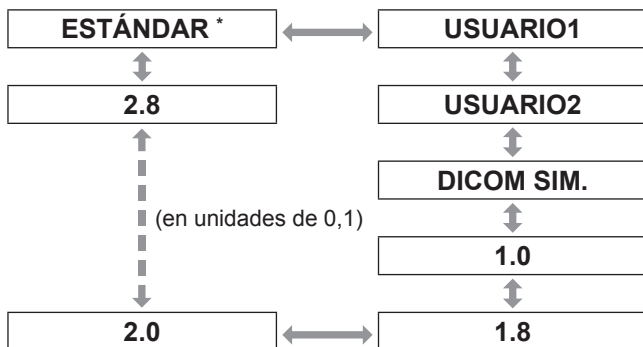 ESTÁNDAR * USUARIO1
2.8 USUARIO2
DICOM SIM.
(en unidades de 0,1)
1.0
2.0 1.8